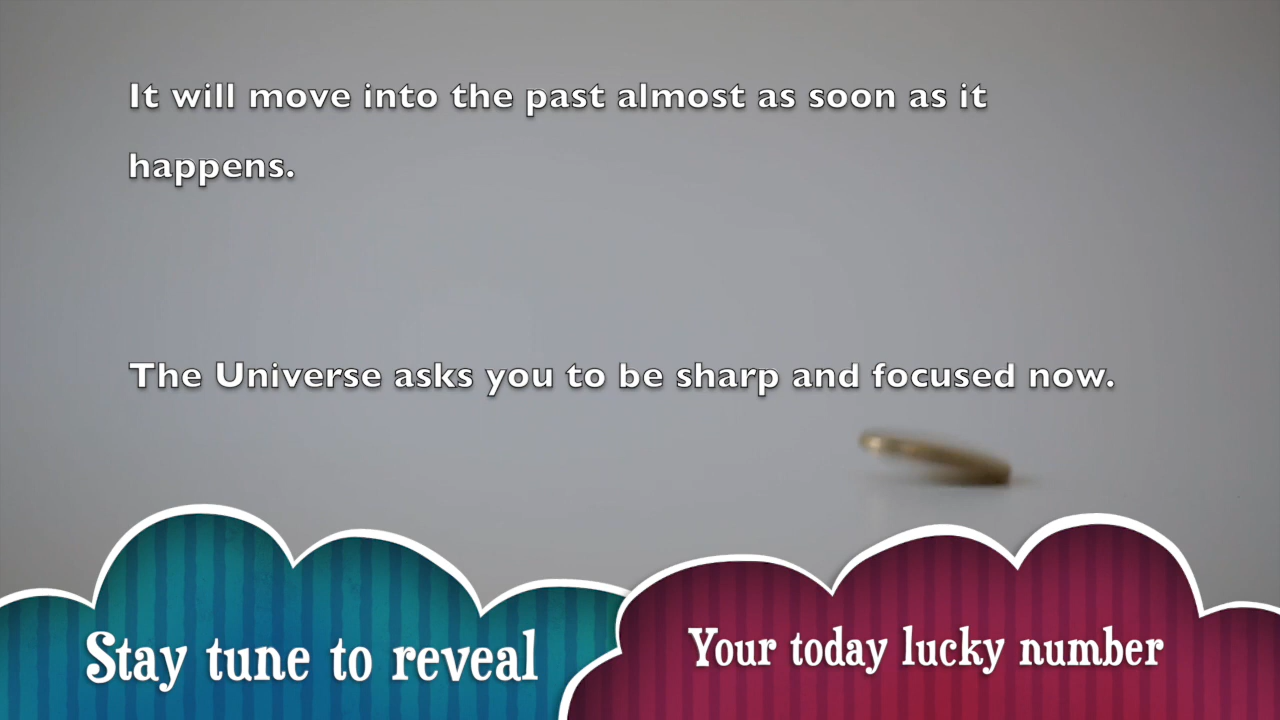 It will move into the past almost as soon as it
happens.
The Universe asks you to be sharp and focused now.
Stay tune to reveal
Your today lucky number